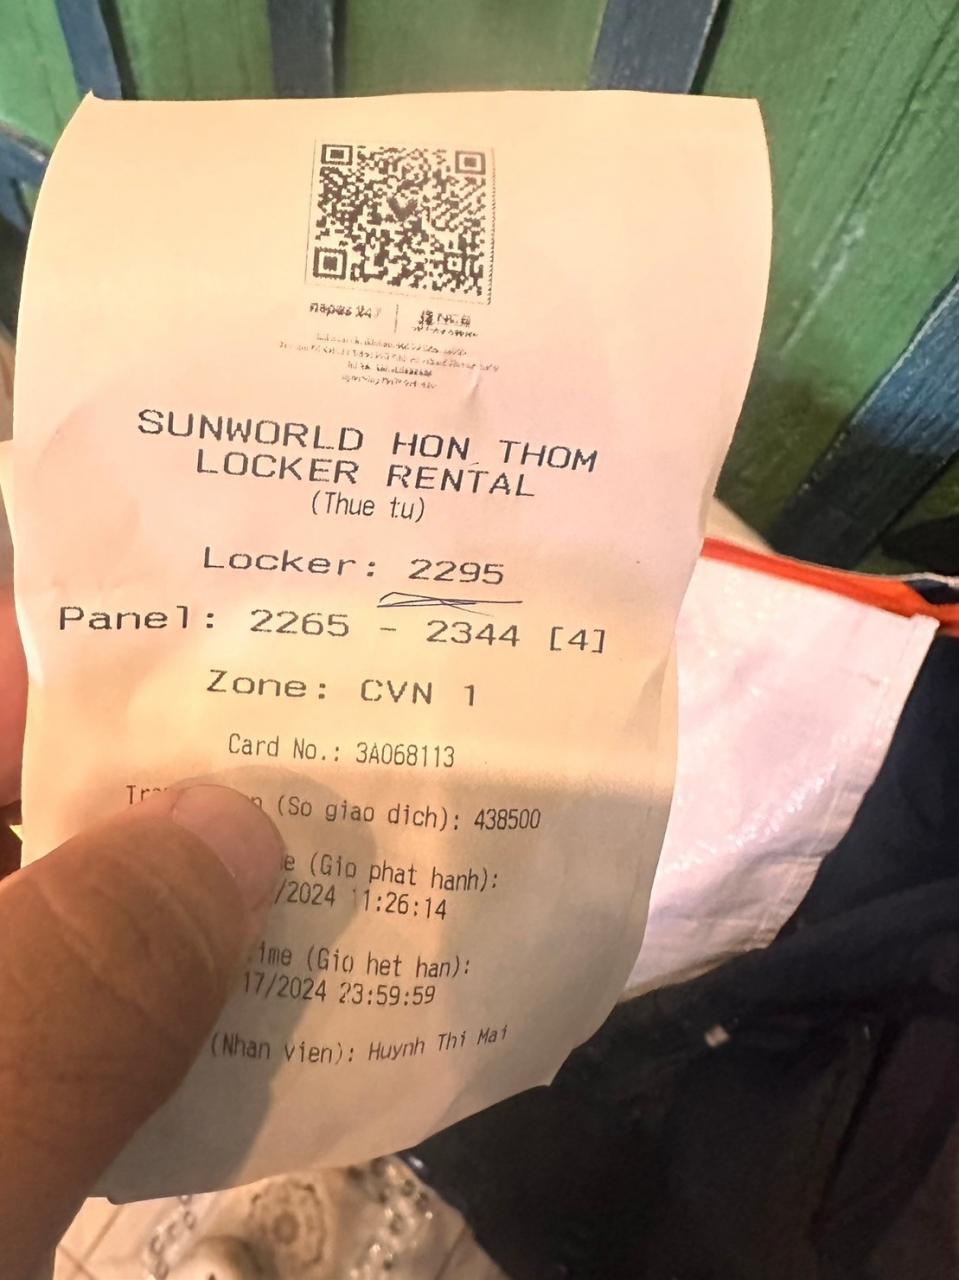 napas 247
SUNWORLD HON THOM
LOCKER RENTAL
(Thue tu)
Locker: 2295
Panel: 2265 - 2344 [4]
Zone: CVN 1
Card No.: 3A068113
(So giao dich): 438500
(Gio phat hanh):
/2024 11:26:14
(Gio het han):
17/2024 23:59:59
(Nhan vien): Huynh Thi Mai